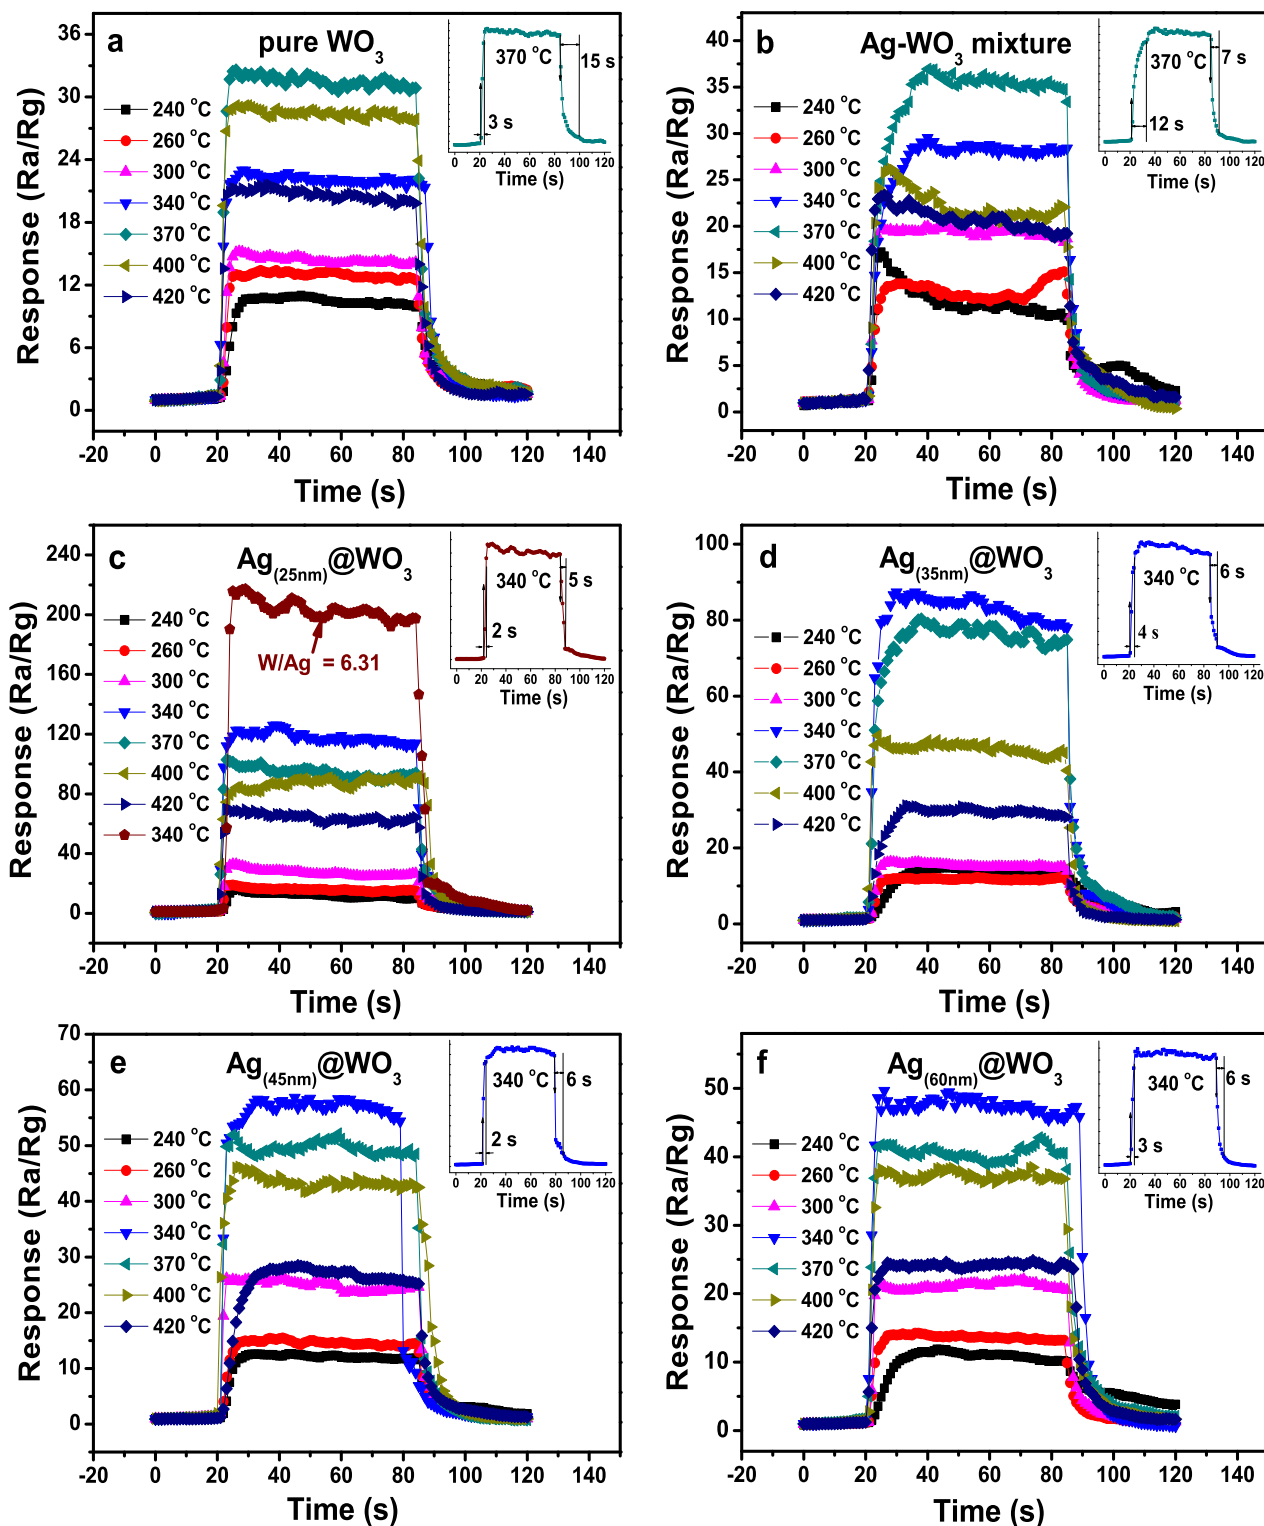 a
pure WO3
370 °C
15 s
3 s
0 20 40 60 80 100 120
Time (s)
240 °C
260 °C
300 °C
340 °C
370 °C
400 °C
420 °C
36
30
24
18
12
6
0
Response (Ra/Rg)
-20 0 20 40 60 80 100 120 140
Time (s)
b
Ag-WO3 mixture
370 °C
7 s
12 s
0 20 40 60 80 100 120
Time (s)
240 °C
260 °C
300 °C
340 °C
370 °C
400 °C
420 °C
40
35
30
25
20
15
10
5
0
Response (Ra/Rg)
-20 0 20 40 60 80 100 120 140
Time (s)
c
Ag(25nm)@WO3
340 °C
5 s
2 s
0 20 40 60 80 100 120
Time (s)
W/Ag = 6.31
240 °C
260 °C
300 °C
340 °C
370 °C
400 °C
420 °C
340 °C
240
200
160
120
80
40
0
Response (Ra/Rg)
-20 0 20 40 60 80 100 120 140
Time (s)
d
Ag(35nm)@WO3
340 °C
6 s
4 s
0 20 40 60 80 100 120
Time (s)
240 °C
260 °C
300 °C
340 °C
370 °C
400 °C
420 °C
100
80
60
40
20
0
Response (Ra/Rg)
-20 0 20 40 60 80 100 120 140
Time (s)
e
Ag(45nm)@WO3
340 °C
6 s
2 s
0 20 40 60 80 100 120
Time (s)
240 °C
260 °C
300 °C
340 °C
370 °C
400 °C
420 °C
70
60
50
40
30
20
10
0
Response (Ra/Rg)
-20 0 20 40 60 80 100 120 140
Time (s)
f
Ag(60nm)@WO3
340 °C
6 s
3 s
0 20 40 60 80 100 120
Time (s)
240 °C
260 °C
300 °C
340 °C
370 °C
400 °C
420 °C
50
40
30
20
10
0
Response (Ra/Rg)
-20 0 20 40 60 80 100 120 140
Time (s)